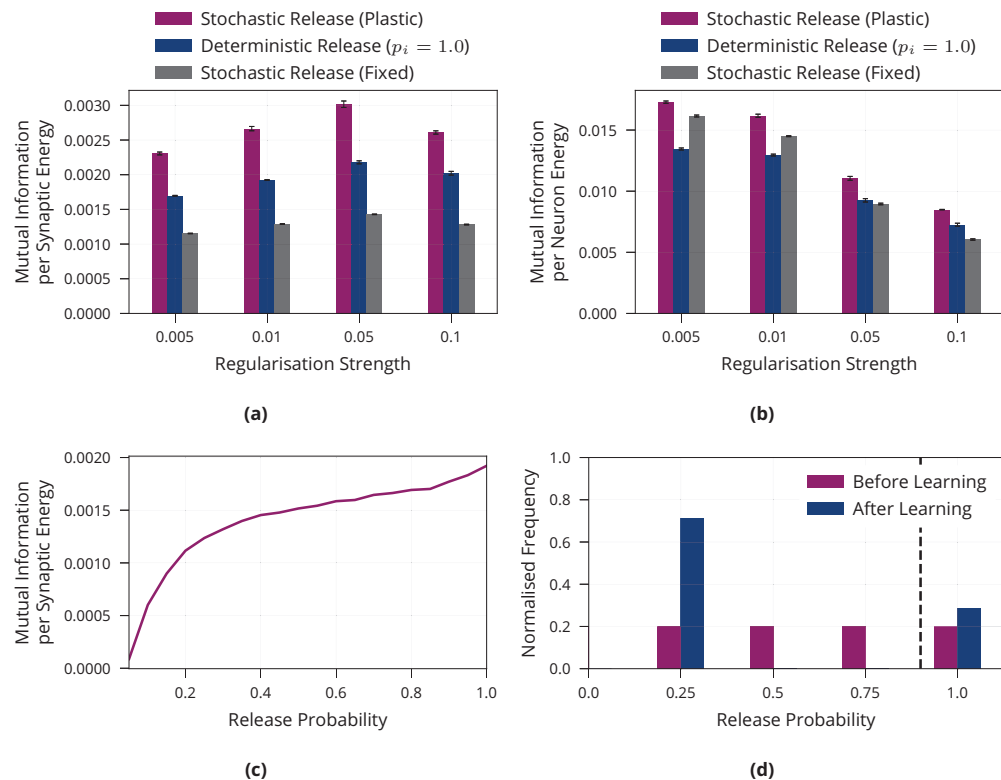 Stochastic Release (Plastic)
Deterministic Release (p_i = 1.0)
Stochastic Release (Fixed)
Mutual Information
per Synaptic Energy
0.0030
0.0025
0.0020
0.0015
0.0010
0.0005
0.0000
0.005 0.01 0.05 0.1
Regularisation Strength
(a)
Stochastic Release (Plastic)
Deterministic Release (p_i = 1.0)
Stochastic Release (Fixed)
Mutual Information
per Neuron Energy
0.015
0.010
0.005
0.000
0.005 0.01 0.05 0.1
Regularisation Strength
(b)
Mutual Information
per Synaptic Energy
0.0020
0.0015
0.0010
0.0005
0.0000
0.2 0.4 0.6 0.8 1.0
Release Probability
(c)
Normalised Frequency
1.0
0.8
0.6
0.4
0.2
0.0
Before Learning
After Learning
0.0 0.25 0.5 0.75 1.0
Release Probability
(d)